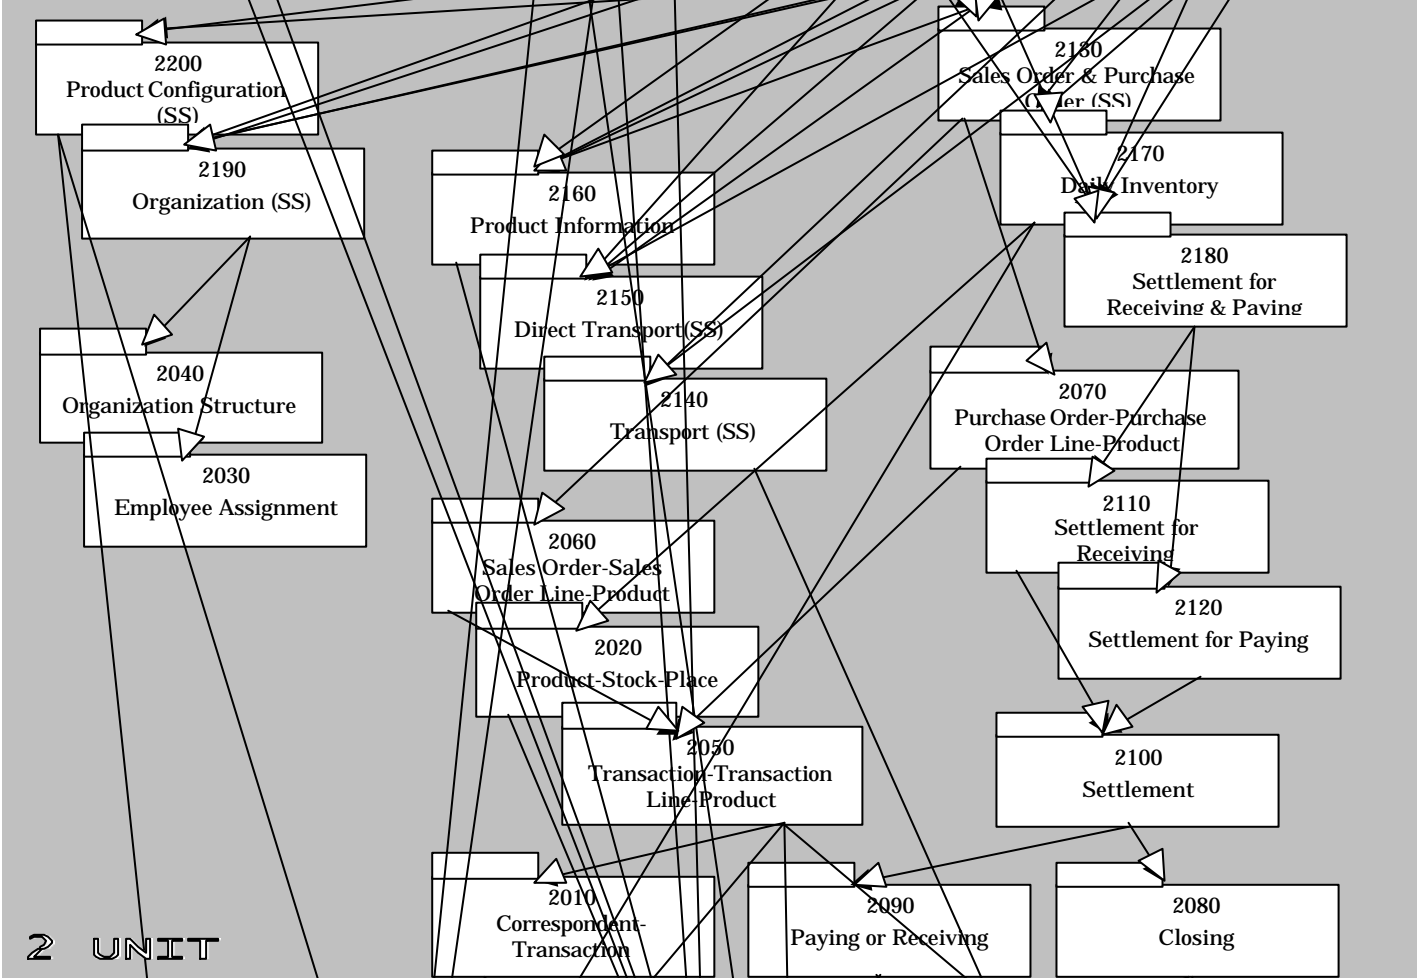 2200
Product Configuration
(SS)
2190
Organization (SS)
2040
Organization Structure
2030
Employee Assignment
2160
Product Information
2150
Direct Transport(SS)
2140
Transport (SS)
2060
Sales Order-Sales
Order Line-Product
2020
Product-Stock-Place
2050
Transaction-Transaction
Line-Product
2010
Correspondent-
Transaction
2130
Sales Order & Purchase
Order (SS)
2170
Daily Inventory
2180
Settlement for
Receiving & Paying
2070
Purchase Order-Purchase
Order Line-Product
2110
Settlement for
Receiving
2120
Settlement for Paying
2100
Settlement
2090
Paying or Receiving
2080
Closing
2 UNIT